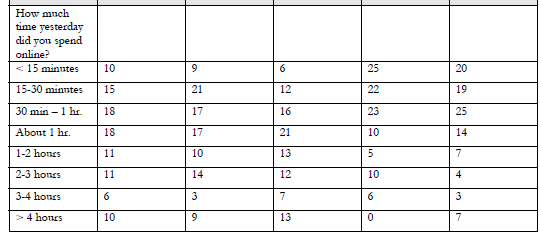 How much
time yesterday
did you spend
online?
< 15 minutes 10 9 6 25 20
15-30 minutes 15 21 12 22 19
30 min – 1 hr. 18 17 16 23 25
About 1 hr. 18 17 21 10 14
1-2 hours 11 10 13 5 7
2-3 hours 11 14 12 10 4
3-4 hours 6 3 7 6 3
> 4 hours 10 9 13 0 7